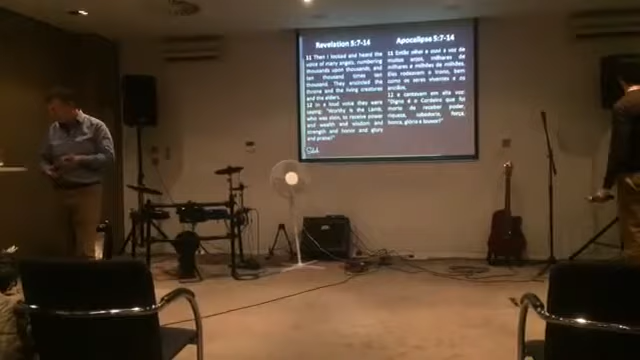 Revelation 5:7-14
11 Then I looked and heard the
voice of many angels, numbering
thousands upon thousands, and
ten thousand times ten
thousand. They encircled the
throne and the living creatures
and the elders.
12 In a loud voice they were
saying: "Worthy is the Lamb,
who was slain, to receive power
and wealth and wisdom and
strength and honor and glory
and praise!"
Apocalipse 5:7-14
11 Então olhei e ouvi a voz de
muitos anjos, milhares de
milhares e milhões de milhões.
Eles rodeavam o trono, bem
como os seres viventes e os
anciãos,
12 e cantavam em alta voz:
"Digno é o Cordeiro que foi
morto de receber poder,
riqueza, sabedoria, força,
honra, glória e louvor!"